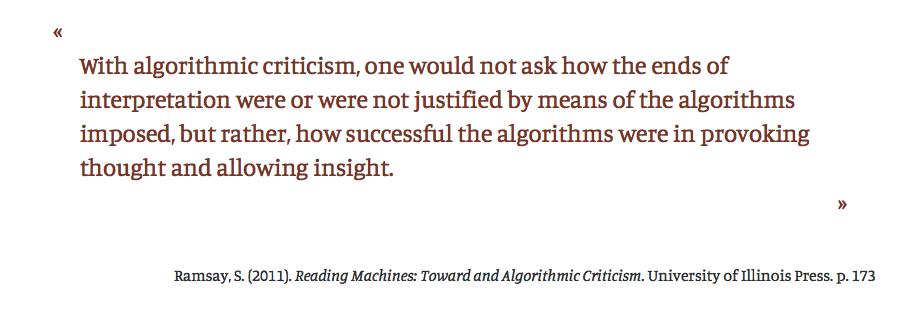 «
With algorithmic criticism, one would not ask how the ends of
interpretation were or were not justified by means of the algorithms
imposed, but rather, how successful the algorithms were in provoking
thought and allowing insight.
»
Ramsay, S. (2011). Reading Machines: Toward and Algorithmic Criticism. University of Illinois Press. p. 173